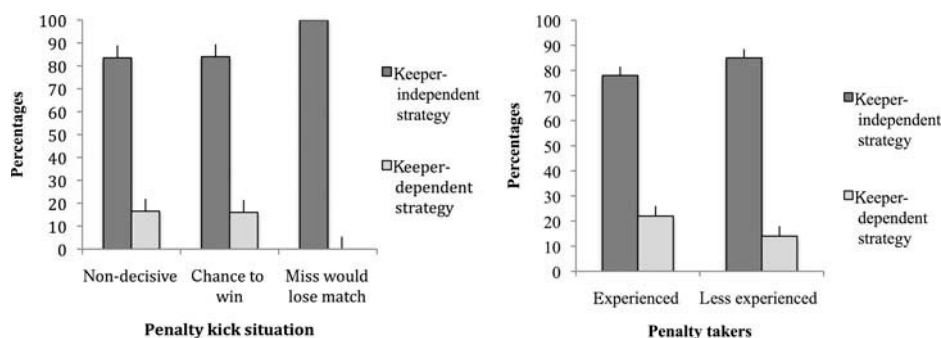 100
90
80
70
60
50
40
30
20
10
0
Percentages
Non-decisive
Chance to
win
Miss would
lose match
Penalty kick situation
Keeper-
independent
strategy
Keeper-
dependent
strategy
100
90
80
70
60
50
40
30
20
10
0
Percentages
Experienced
Less experienced
Penalty takers
Keeper-
independent
strategy
Keeper-
dependent
strategy